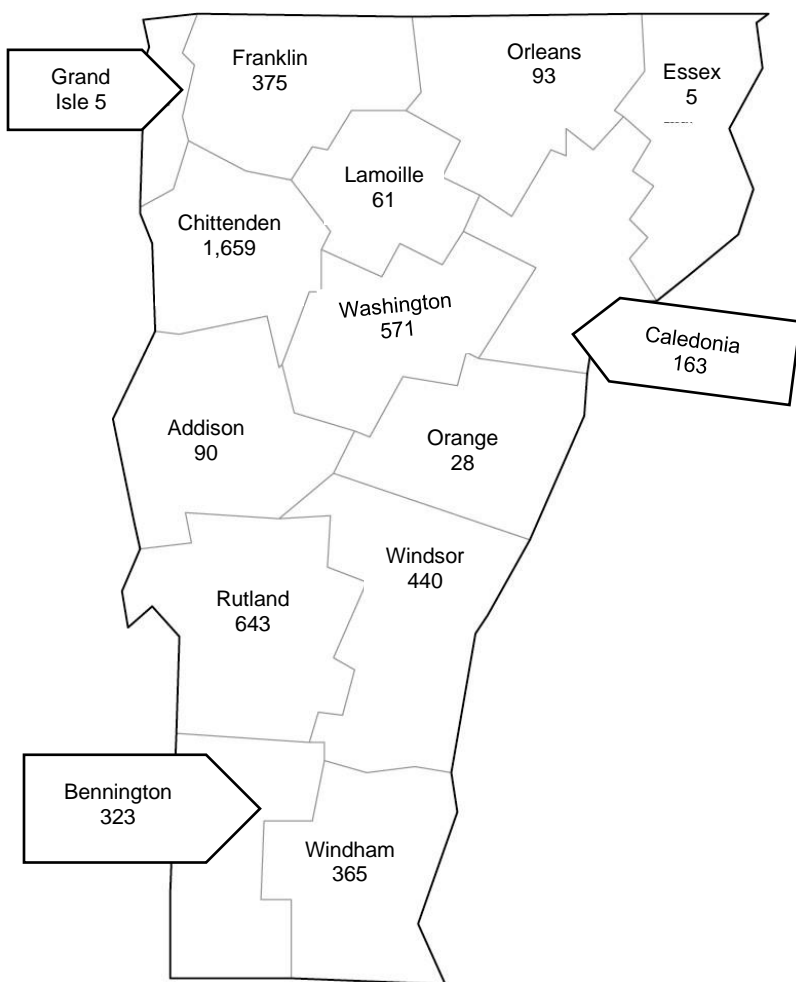 Franklin
375
Orleans
93
Essex
5
Grand
Isle 5
Lamoille
61
Chittenden
1,659
Washington
571
Caledonia
163
Addison
90
Orange
28
Windsor
440
Rutland
643
Bennington
323
Windham
365